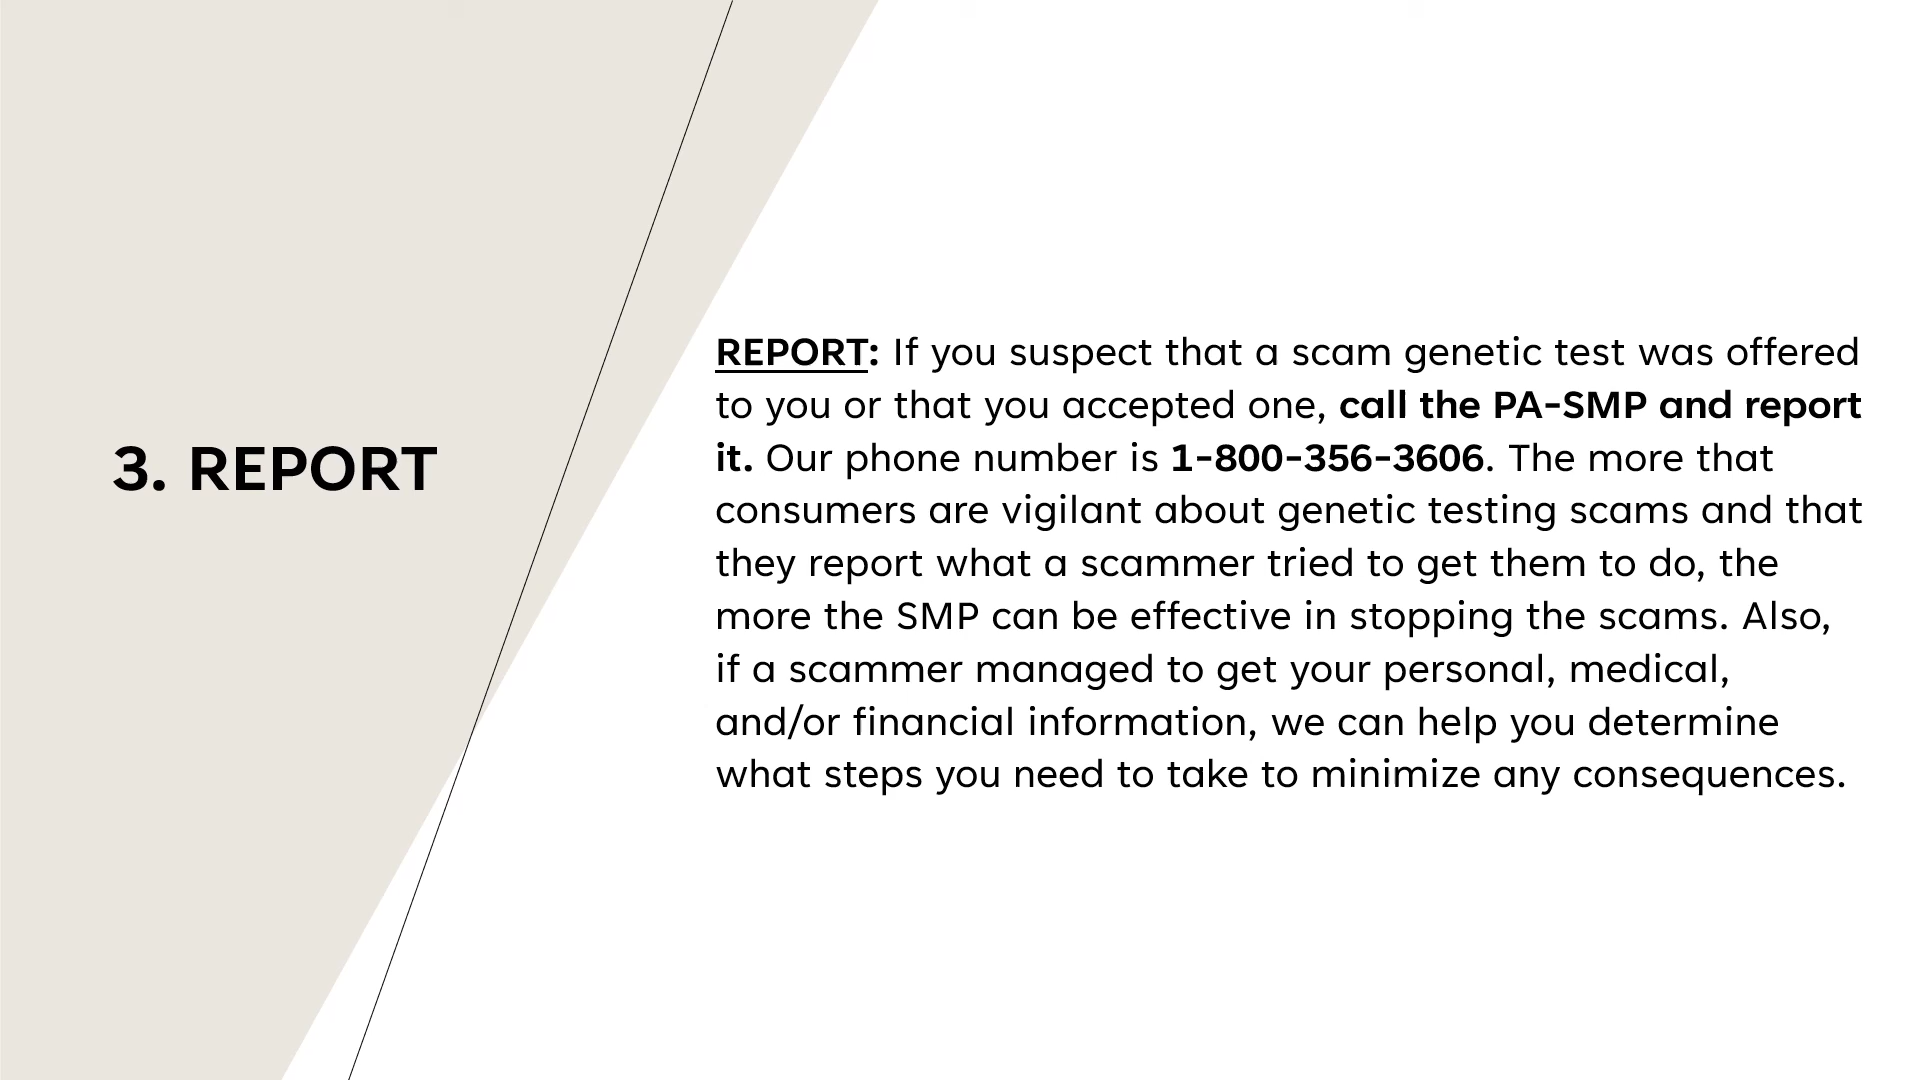 3. REPORT
REPORT: If you suspect that a scam genetic test was offered
to you or that you accepted one, call the PA-SMP and report
it. Our phone number is 1-800-356-3606. The more that
consumers are vigilant about genetic testing scams and that
they report what a scammer tried to get them to do, the
more the SMP can be effective in stopping the scams. Also,
if a scammer managed to get your personal, medical,
and/or financial information, we can help you determine
what steps you need to take to minimize any consequences.